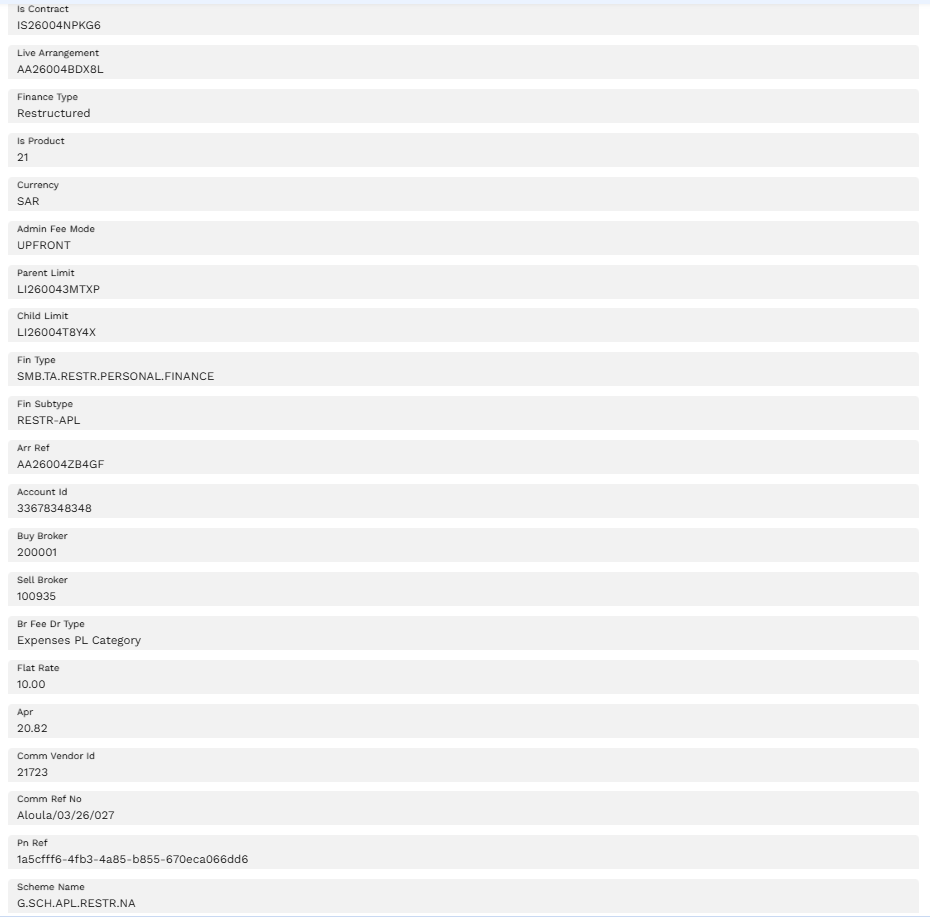 Is Contract
IS26004NPKG6
Live Arrangement
AA26004BDX8L
Finance Type
Restructured
Is Product
21
Currency
SAR
Admin Fee Mode
UPFRONT
Parent Limit
LI260043MTXP
Child Limit
LI26004T8Y4X
Fin Type
SMB.TA.RESTR.PERSONAL.FINANCE
Fin Subtype
RESTR-APL
Arr Ref
AA26004ZB4GF
Account Id
33678348348
Buy Broker
200001
Sell Broker
100935
Br Fee Dr Type
Expenses PL Category
Flat Rate
10.00
Apr
20.82
Comm Vendor Id
21723
Comm Ref No
Aloula/03/26/027
Pn Ref
1a5cfff6-4fb3-4a85-b855-670eca066dd6
Scheme Name
G.SCH.APL.RESTR.NA